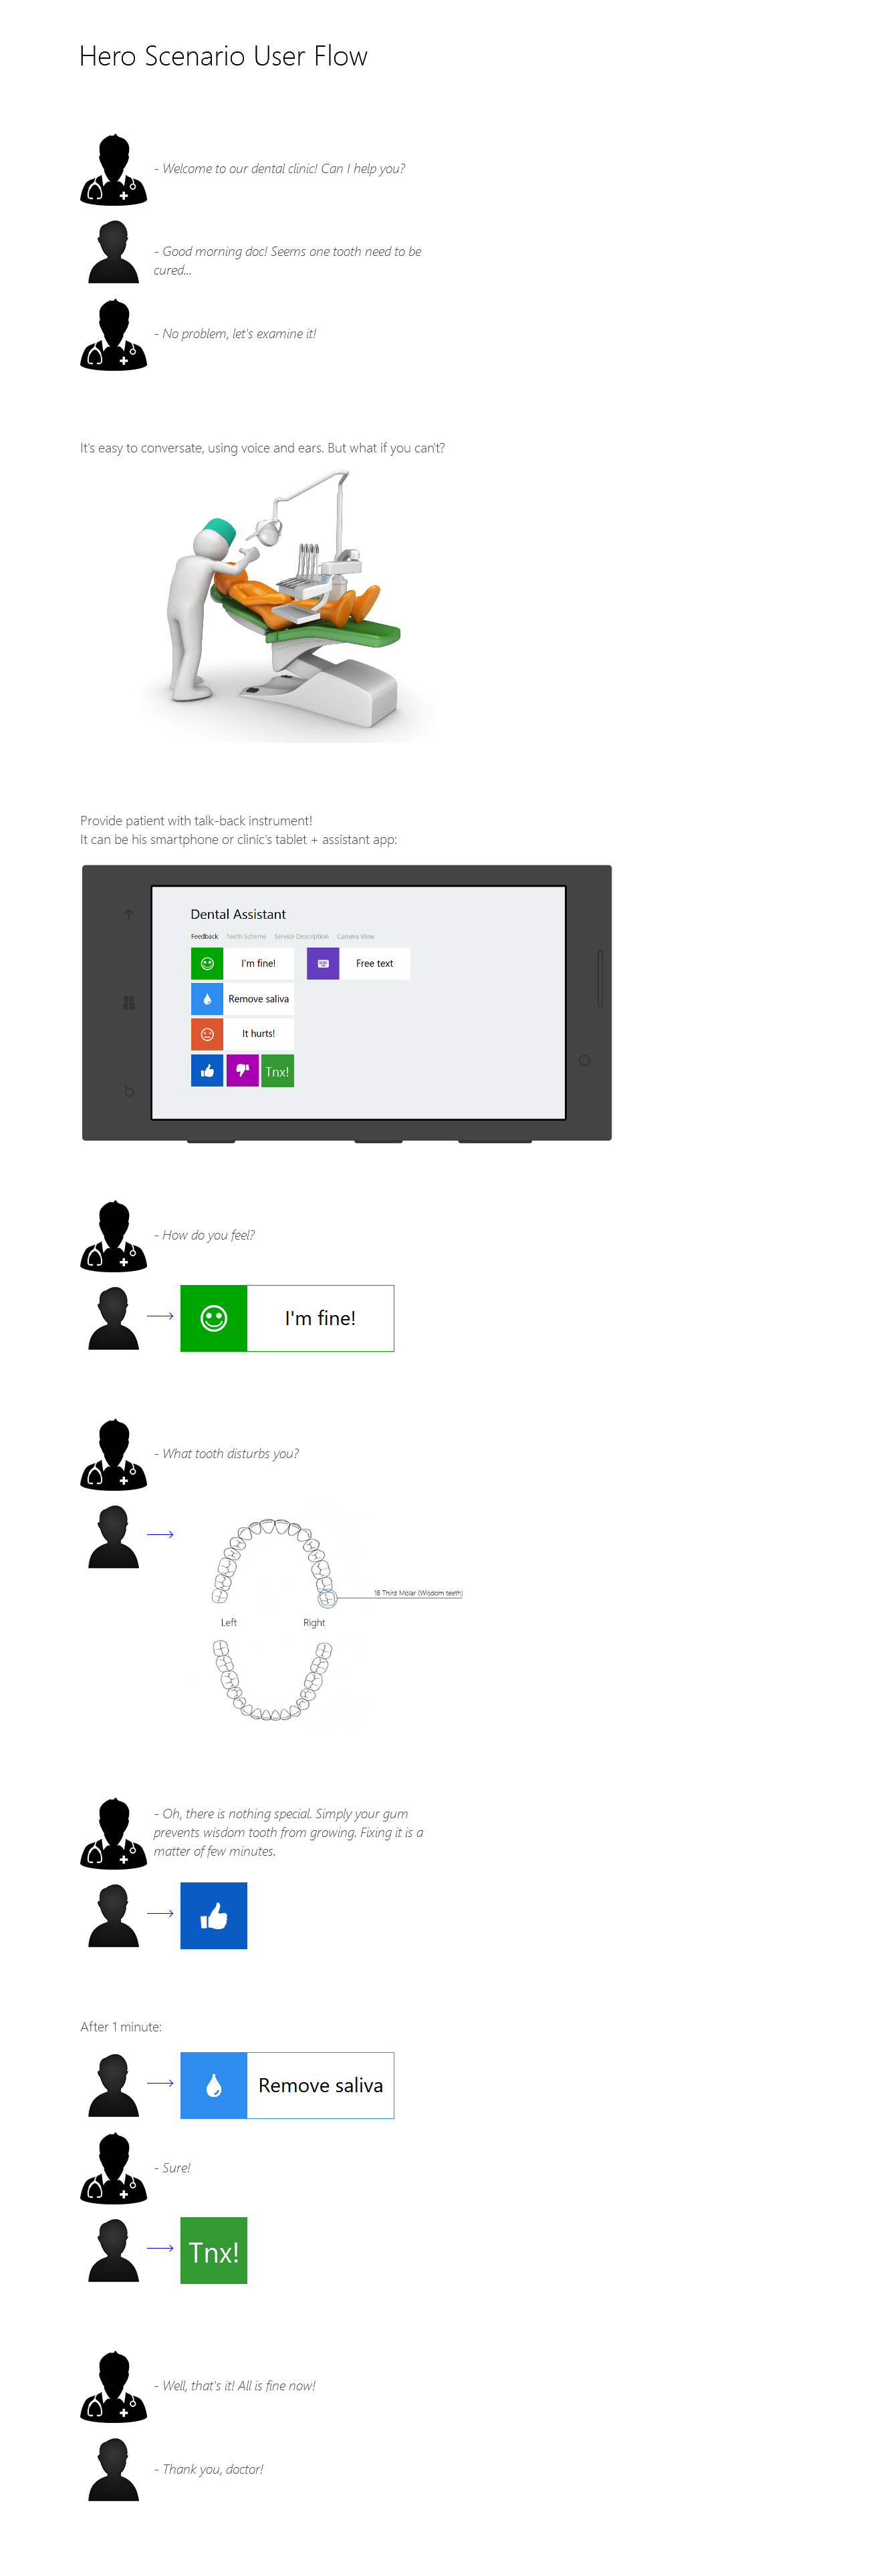 Hero Scenario User Flow
- Welcome to our dental clinic! Can I help you?
- Good morning doc! Seems one tooth need to be
cured...
- No problem, let's examine it!
It's easy to conversate, using voice and ears. But what if you can't?
Provide patient with talk-back instrument!
It can be his smartphone or clinic's tablet + assistant app:
Dental Assistant
Feedback Teeth Scheme Service Description Camera View
I'm fine! Free text
Remove saliva
It hurts!
Tnx!
- How do you feel?
I'm fine!
- What tooth disturbs you?
18 Third Molar (Wisdom teeth)
Left Right
- Oh, there is nothing special. Simply your gum
prevents wisdom tooth from growing. Fixing it is a
matter of few minutes.
After 1 minute:
Remove saliva
- Sure!
Tnx!
- Well, that's it! All is fine now!
- Thank you, doctor!